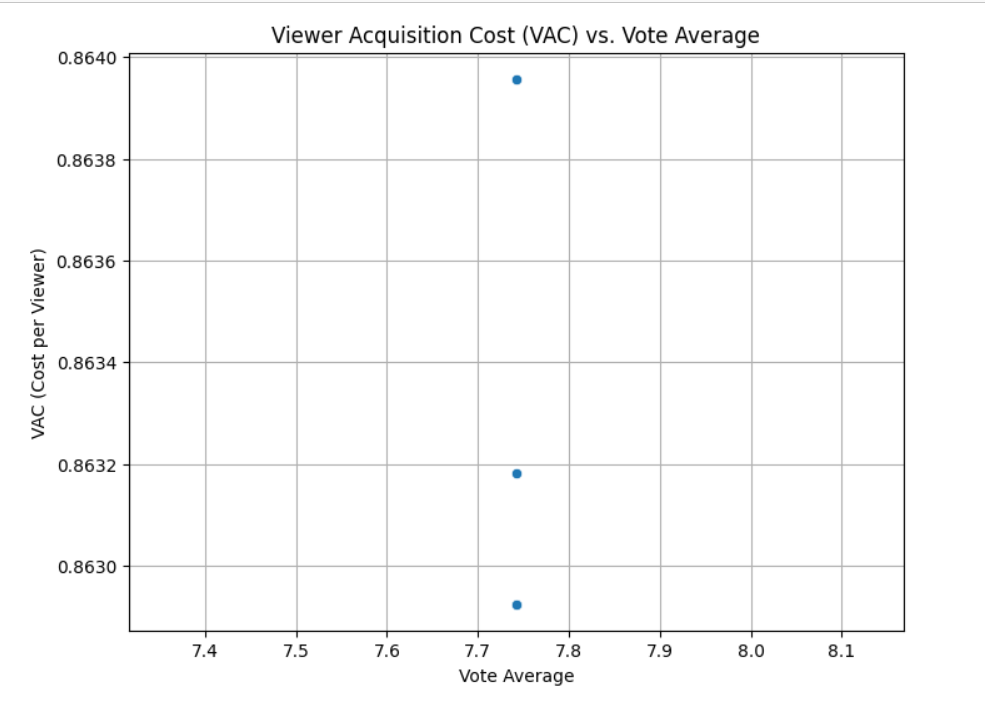 Viewer Acquisition Cost (VAC) vs. Vote Average
0.8640
0.8638
0.8636
0.8634
0.8632
0.8630
VAC (Cost per Viewer)
7.4 7.5 7.6 7.7 7.8 7.9 8.0 8.1
Vote Average